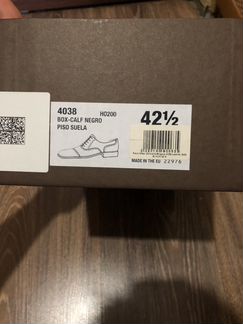 4038 HO200
BOX-CALF NEGRO
PISO SUELA
42½
MADE IN THE EU 22976